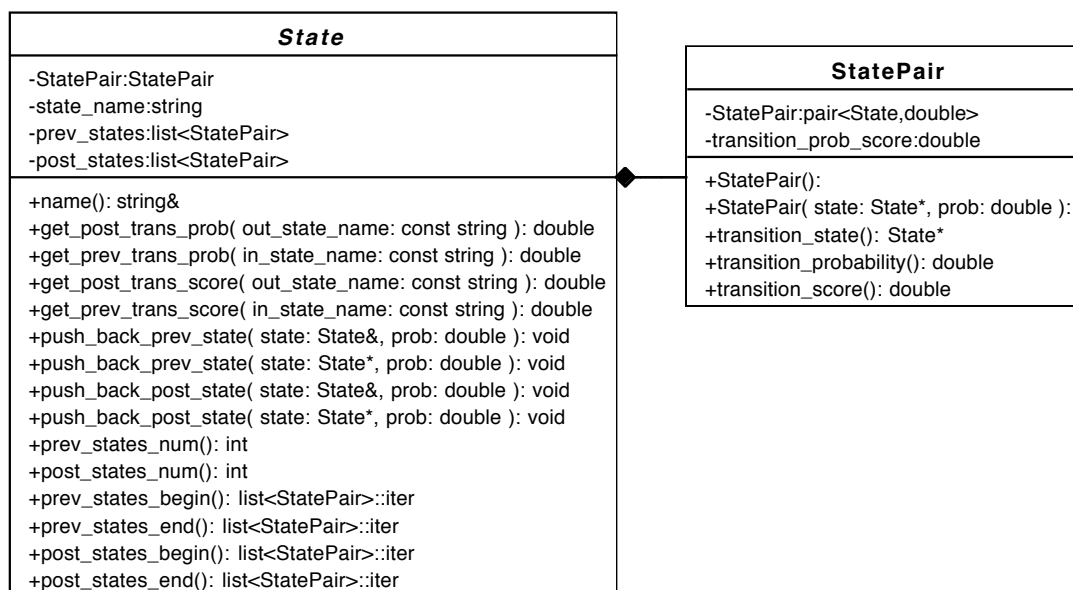 State
-StatePair:StatePair
-state_name:string
-prev_states:list<StatePair>
-post_states:list<StatePair>
+name(): string&
+get_post_trans_prob( out_state_name: const string ): double
+get_prev_trans_prob( in_state_name: const string ): double
+get_post_trans_score( out_state_name: const string ): double
+get_prev_trans_score( in_state_name: const string ): double
+push_back_prev_state( state: State&, prob: double ): void
+push_back_prev_state( state: State*, prob: double ): void
+push_back_post_state( state: State&, prob: double ): void
+push_back_post_state( state: State*, prob: double ): void
+prev_states_num(): int
+post_states_num(): int
+prev_states_begin(): list<StatePair>::iter
+prev_states_end(): list<StatePair>::iter
+post_states_begin(): list<StatePair>::iter
+post_states_end(): list<StatePair>::iter
StatePair
-StatePair:pair<State,double>
-transition_prob_score:double
+StatePair():
+StatePair( state: State*, prob: double ):
+transition_state(): State*
+transition_probability(): double
+transition_score(): double